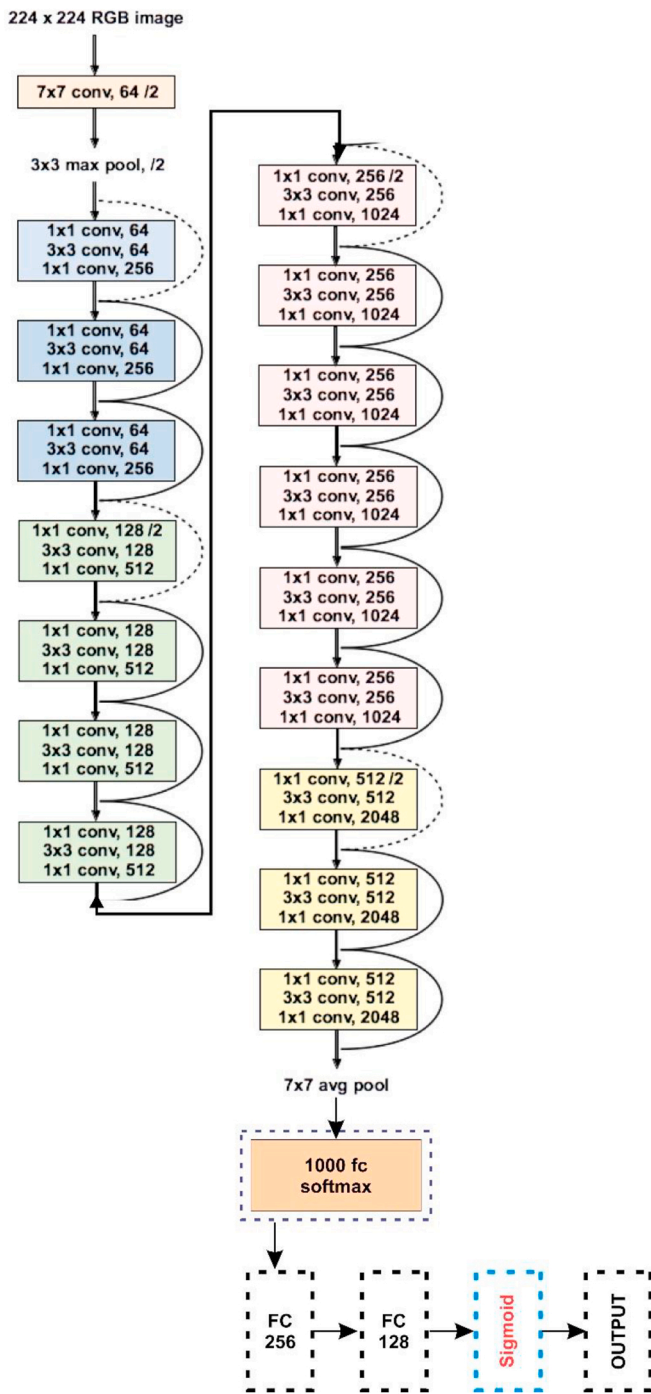 224 x 224 RGB image
7x7 conv, 64 /2
3x3 max pool, /2
1x1 conv, 64
3x3 conv, 64
1x1 conv, 256
1x1 conv, 64
3x3 conv, 64
1x1 conv, 256
1x1 conv, 64
3x3 conv, 64
1x1 conv, 256
1x1 conv, 128 /2
3x3 conv, 128
1x1 conv, 512
1x1 conv, 128
3x3 conv, 128
1x1 conv, 512
1x1 conv, 128
3x3 conv, 128
1x1 conv, 512
1x1 conv, 128
3x3 conv, 128
1x1 conv, 512
1x1 conv, 256 /2
3x3 conv, 256
1x1 conv, 1024
1x1 conv, 256
3x3 conv, 256
1x1 conv, 1024
1x1 conv, 256
3x3 conv, 256
1x1 conv, 1024
1x1 conv, 256
3x3 conv, 256
1x1 conv, 1024
1x1 conv, 256
3x3 conv, 256
1x1 conv, 1024
1x1 conv, 256
3x3 conv, 256
1x1 conv, 1024
1x1 conv, 512 /2
3x3 conv, 512
1x1 conv, 2048
1x1 conv, 512
3x3 conv, 512
1x1 conv, 2048
1x1 conv, 512
3x3 conv, 512
1x1 conv, 2048
7x7 avg pool
1000 fc
softmax
FC
256
FC
128
Sigmoid
OUTPUT